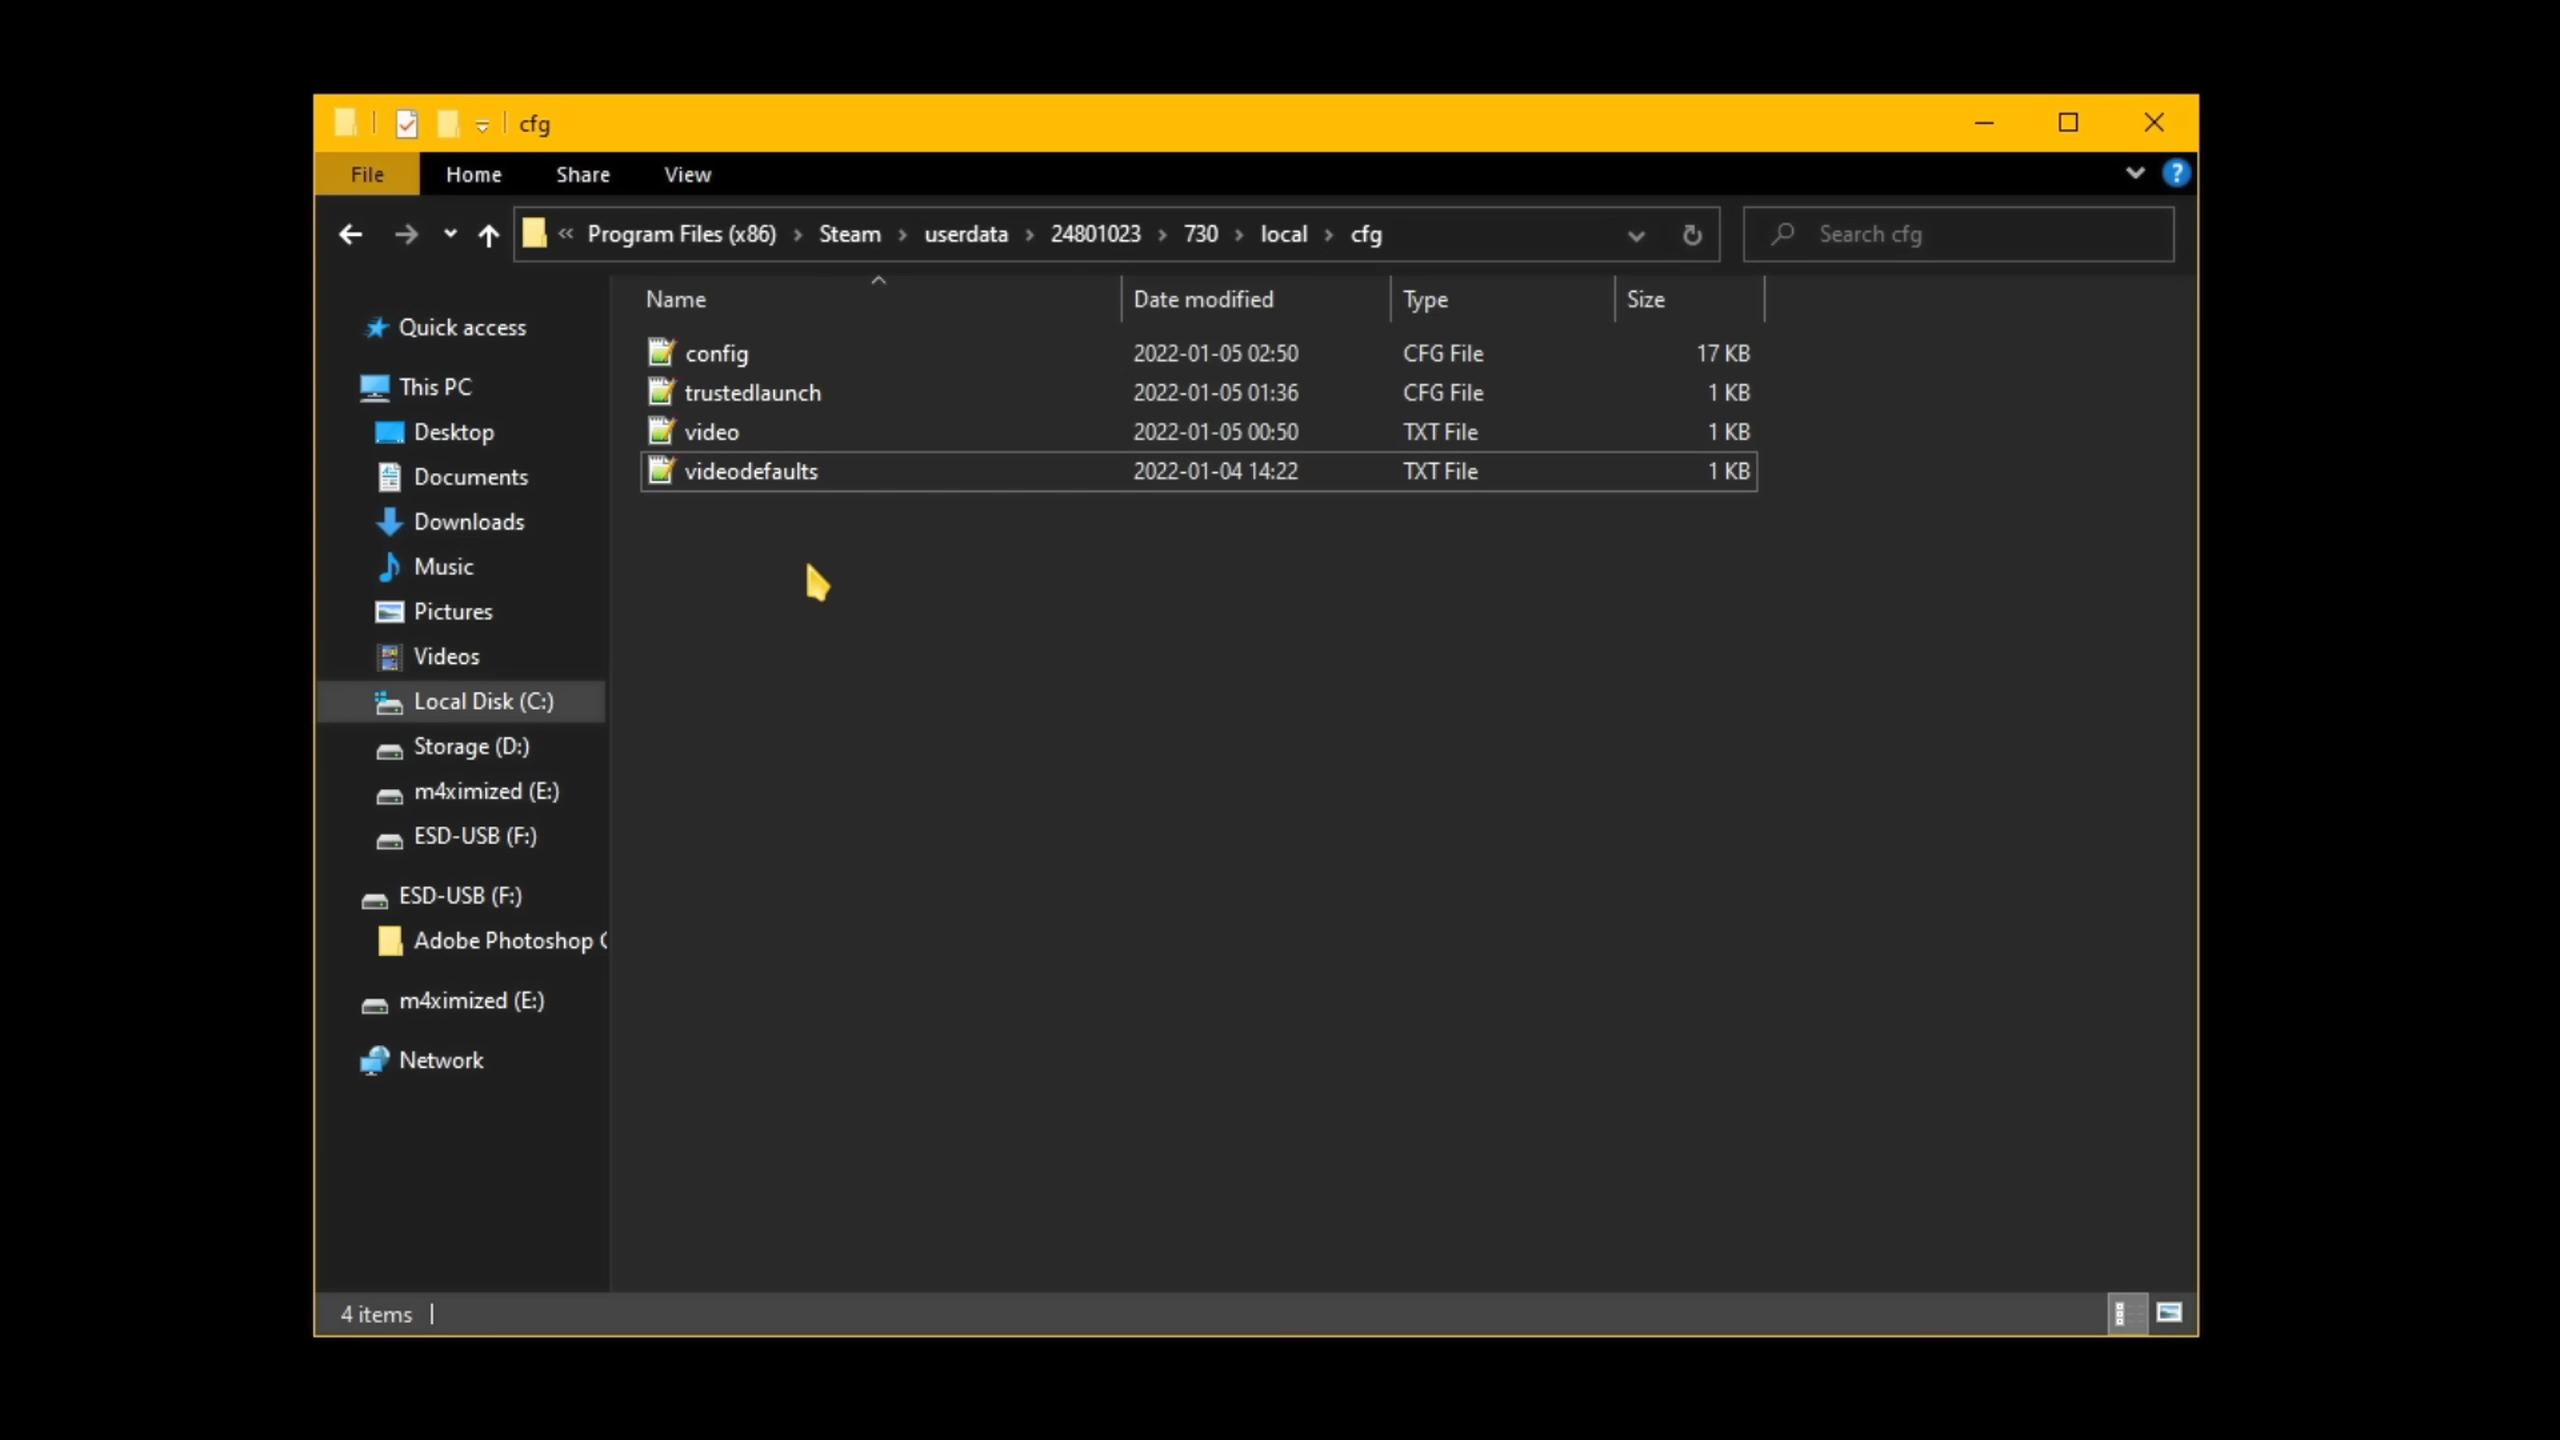 cfg
File Home Share View
« Program Files (x86) › Steam › userdata › 24801023 › 730 › local › cfg
Search cfg
Name Date modified Type Size
config 2022-01-05 02:50 CFG File 17 KB
trustedlaunch 2022-01-05 01:36 CFG File 1 KB
video 2022-01-05 00:50 TXT File 1 KB
videodefaults 2022-01-04 14:22 TXT File 1 KB
Quick access
This PC
Desktop
Documents
Downloads
Music
Pictures
Videos
Local Disk (C:)
Storage (D:)
m4ximized (E:)
ESD-USB (F:)
ESD-USB (F:)
Adobe Photoshop C
m4ximized (E:)
Network
4 items